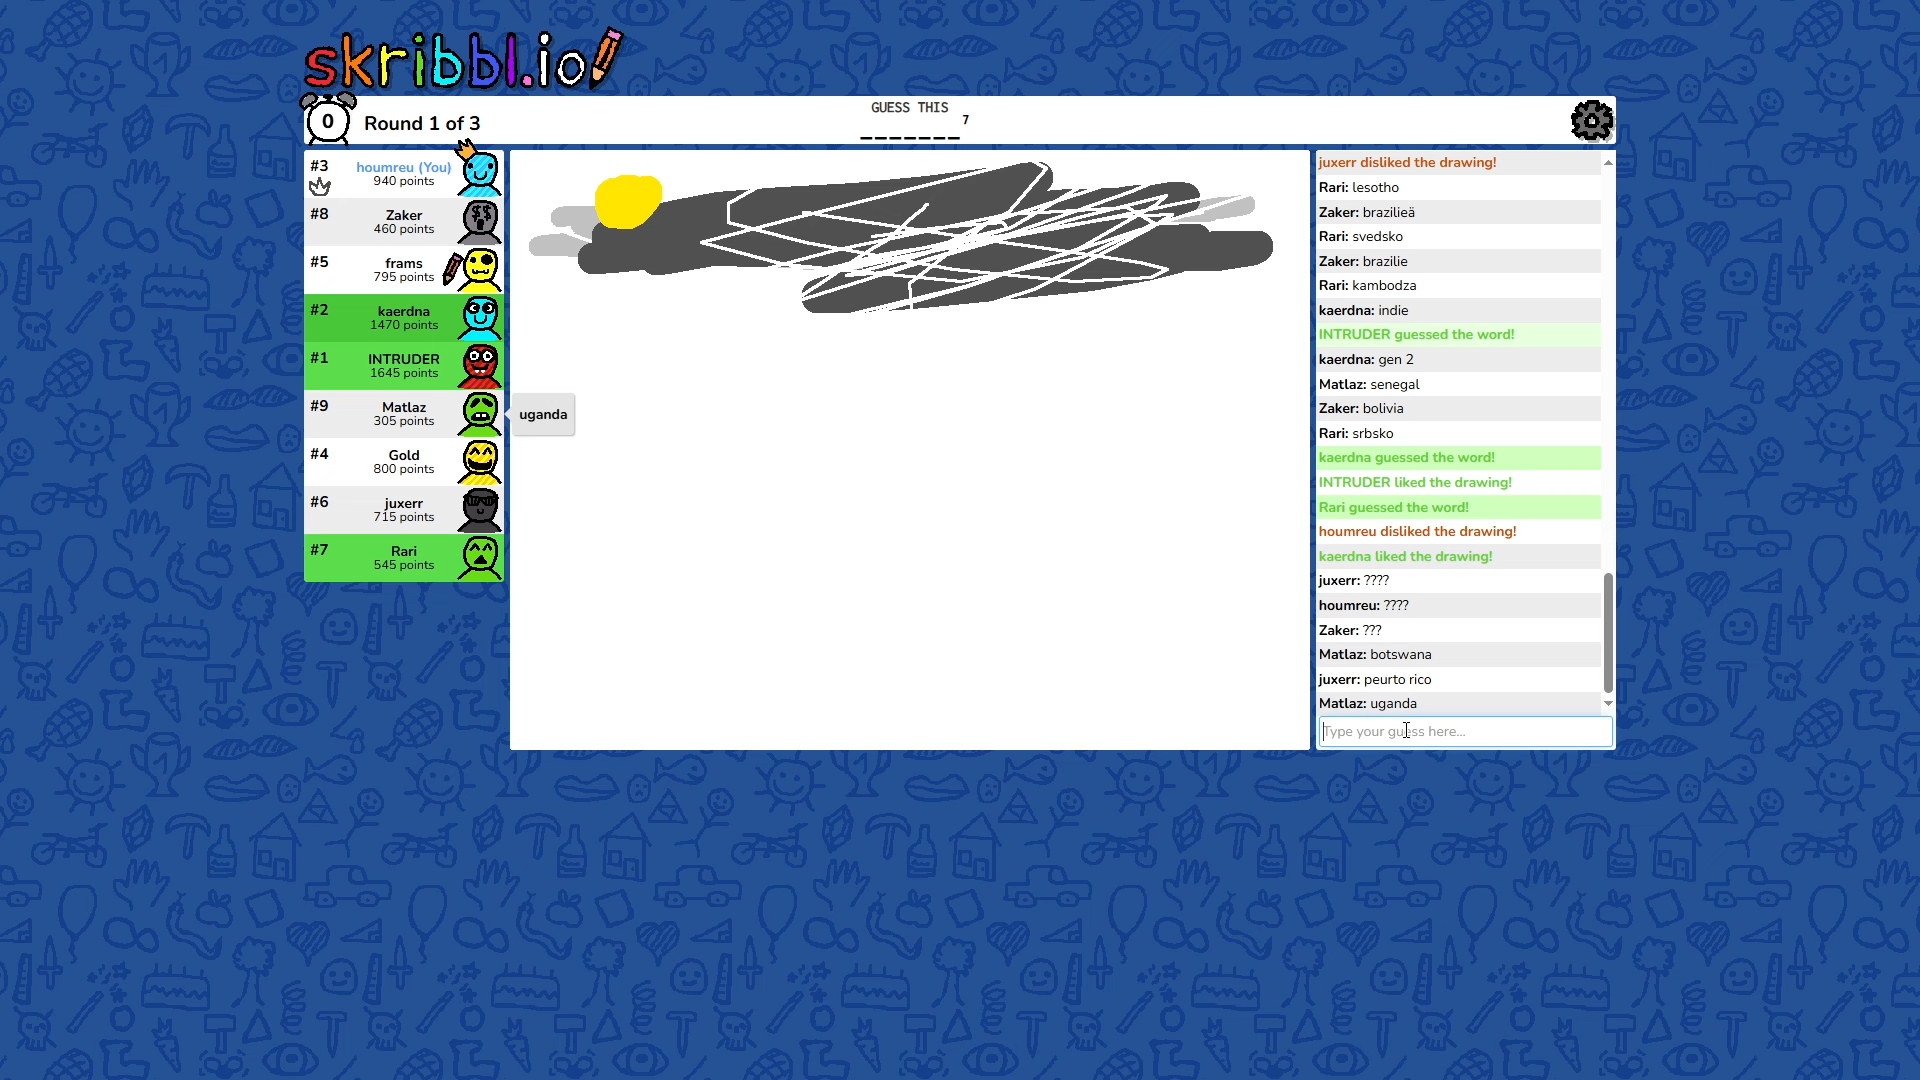 skribbl.io
0
Round 1 of 3
GUESS THIS
_______ 7
#3
houmreu (You)
940 points
#8
Zaker
460 points
#5
frams
795 points
#2
kaerdna
1470 points
#1
INTRUDER
1645 points
#9
Matlaz
305 points
uganda
#4
Gold
800 points
#6
juxerr
715 points
#7
Rari
545 points
juxerr disliked the drawing!
Rari: lesotho
Zaker: brazilieä
Rari: svedsko
Zaker: brazilie
Rari: kambodza
kaerdna: indie
INTRUDER guessed the word!
kaerdna: gen 2
Matlaz: senegal
Zaker: bolivia
Rari: srbsko
kaerdna guessed the word!
INTRUDER liked the drawing!
Rari guessed the word!
houmreu disliked the drawing!
kaerdna liked the drawing!
juxerr: ????
houmreu: ????
Zaker: ???
Matlaz: botswana
juxerr: peurto rico
Matlaz: uganda
Type your guess here...